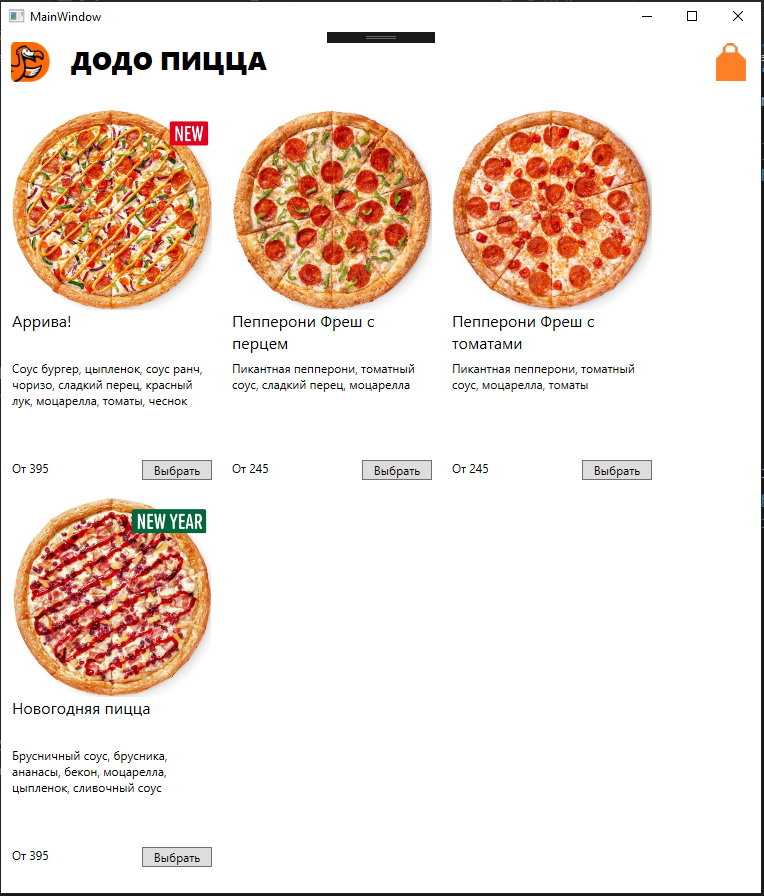 MainWindow
ДОДО ПИЦЦА
NEW
Аррива!
Соус бургер, цыпленок, соус ранч,
чоризо, сладкий перец, красный
лук, моцарелла, томаты, чеснок
От 395
Выбрать
Пепперони Фреш с
перцем
Пикантная пепперони, томатный
соус, сладкий перец, моцарелла
От 245
Выбрать
Пепперони Фреш с
томатами
Пикантная пепперони, томатный
соус, моцарелла, томаты
От 245
Выбрать
NEW YEAR
Новогодняя пицца
Брусничный соус, брусника,
ананасы, бекон, моцарелла,
цыпленок, сливочный соус
От 395
Выбрать